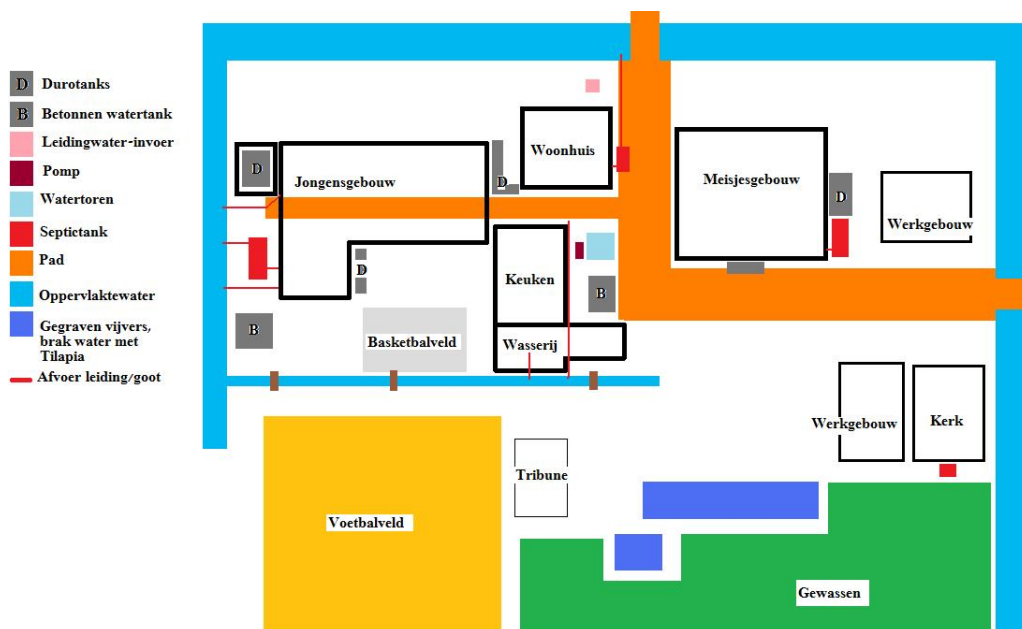 D Durotanks
B Betonnen watertank
Leidingwater-invoer
Pomp
Watertoren
Septictank
Pad
Oppervlaktewater
Gegraven vijvers,
brak water met
Tilapia
Afvoer leiding/goot
D
Jongensgebouw
D
Woonhuis
Meisjesgebouw
D
Werkgebouw
D
Keuken
B
B
Basketbalveld
Wasserij
Werkgebouw
Kerk
Tribune
Voetbalveld
Gewassen